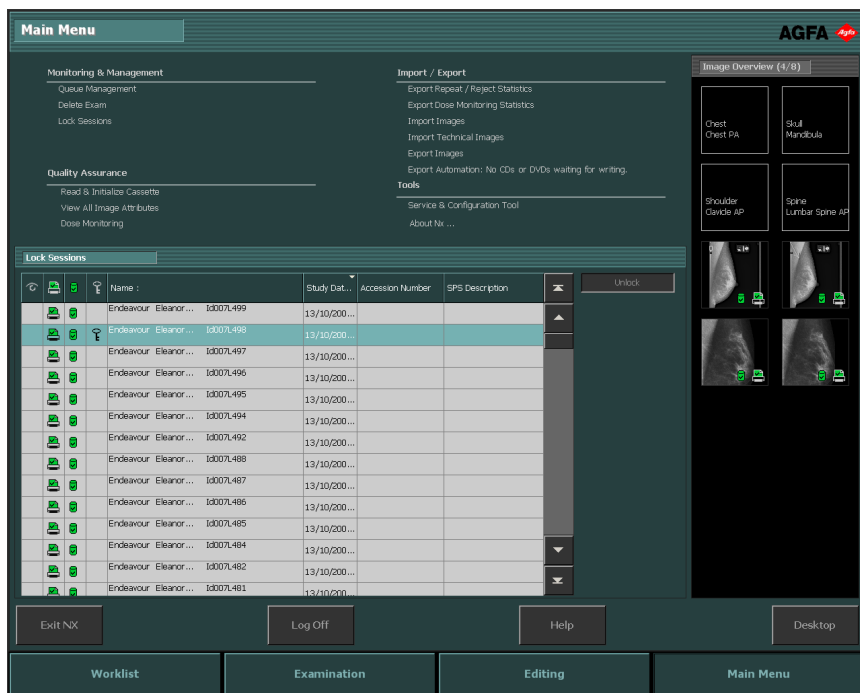 Main Menu
AGFA Agfa
Monitoring & Management
Queue Management
Delete Exam
Lock Sessions
Quality Assurance
Read & Initialize Cassette
View All Image Attributes
Dose Monitoring
Import / Export
Export Repeat / Reject Statistics
Export Dose Monitoring Statistics
Import Images
Import Technical Images
Export Images
Export Automation: No CDs or DVDs waiting for writing.
Tools
Service & Configuration Tool
About Nx ...
Image Overview (4/8)
Chest
Chest PA
Skull
Mandibula
Shoulder
Clavicle AP
Spine
Lumbar Spine AP
Lock Sessions
Name : Study Dat... Accession Number SPS Description
Unlock
Endeavour Eleanor... Id007L499 13/10/200...
Endeavour Eleanor... Id007L498 13/10/200...
Endeavour Eleanor... Id007L497 13/10/200...
Endeavour Eleanor... Id007L496 13/10/200...
Endeavour Eleanor... Id007L495 13/10/200...
Endeavour Eleanor... Id007L494 13/10/200...
Endeavour Eleanor... Id007L492 13/10/200...
Endeavour Eleanor... Id007L488 13/10/200...
Endeavour Eleanor... Id007L487 13/10/200...
Endeavour Eleanor... Id007L486 13/10/200...
Endeavour Eleanor... Id007L485 13/10/200...
Endeavour Eleanor... Id007L484 13/10/200...
Endeavour Eleanor... Id007L482 13/10/200...
Endeavour Eleanor... Id007L481 13/10/200...
Exit NX
Log Off
Help
Desktop
Worklist
Examination
Editing
Main Menu